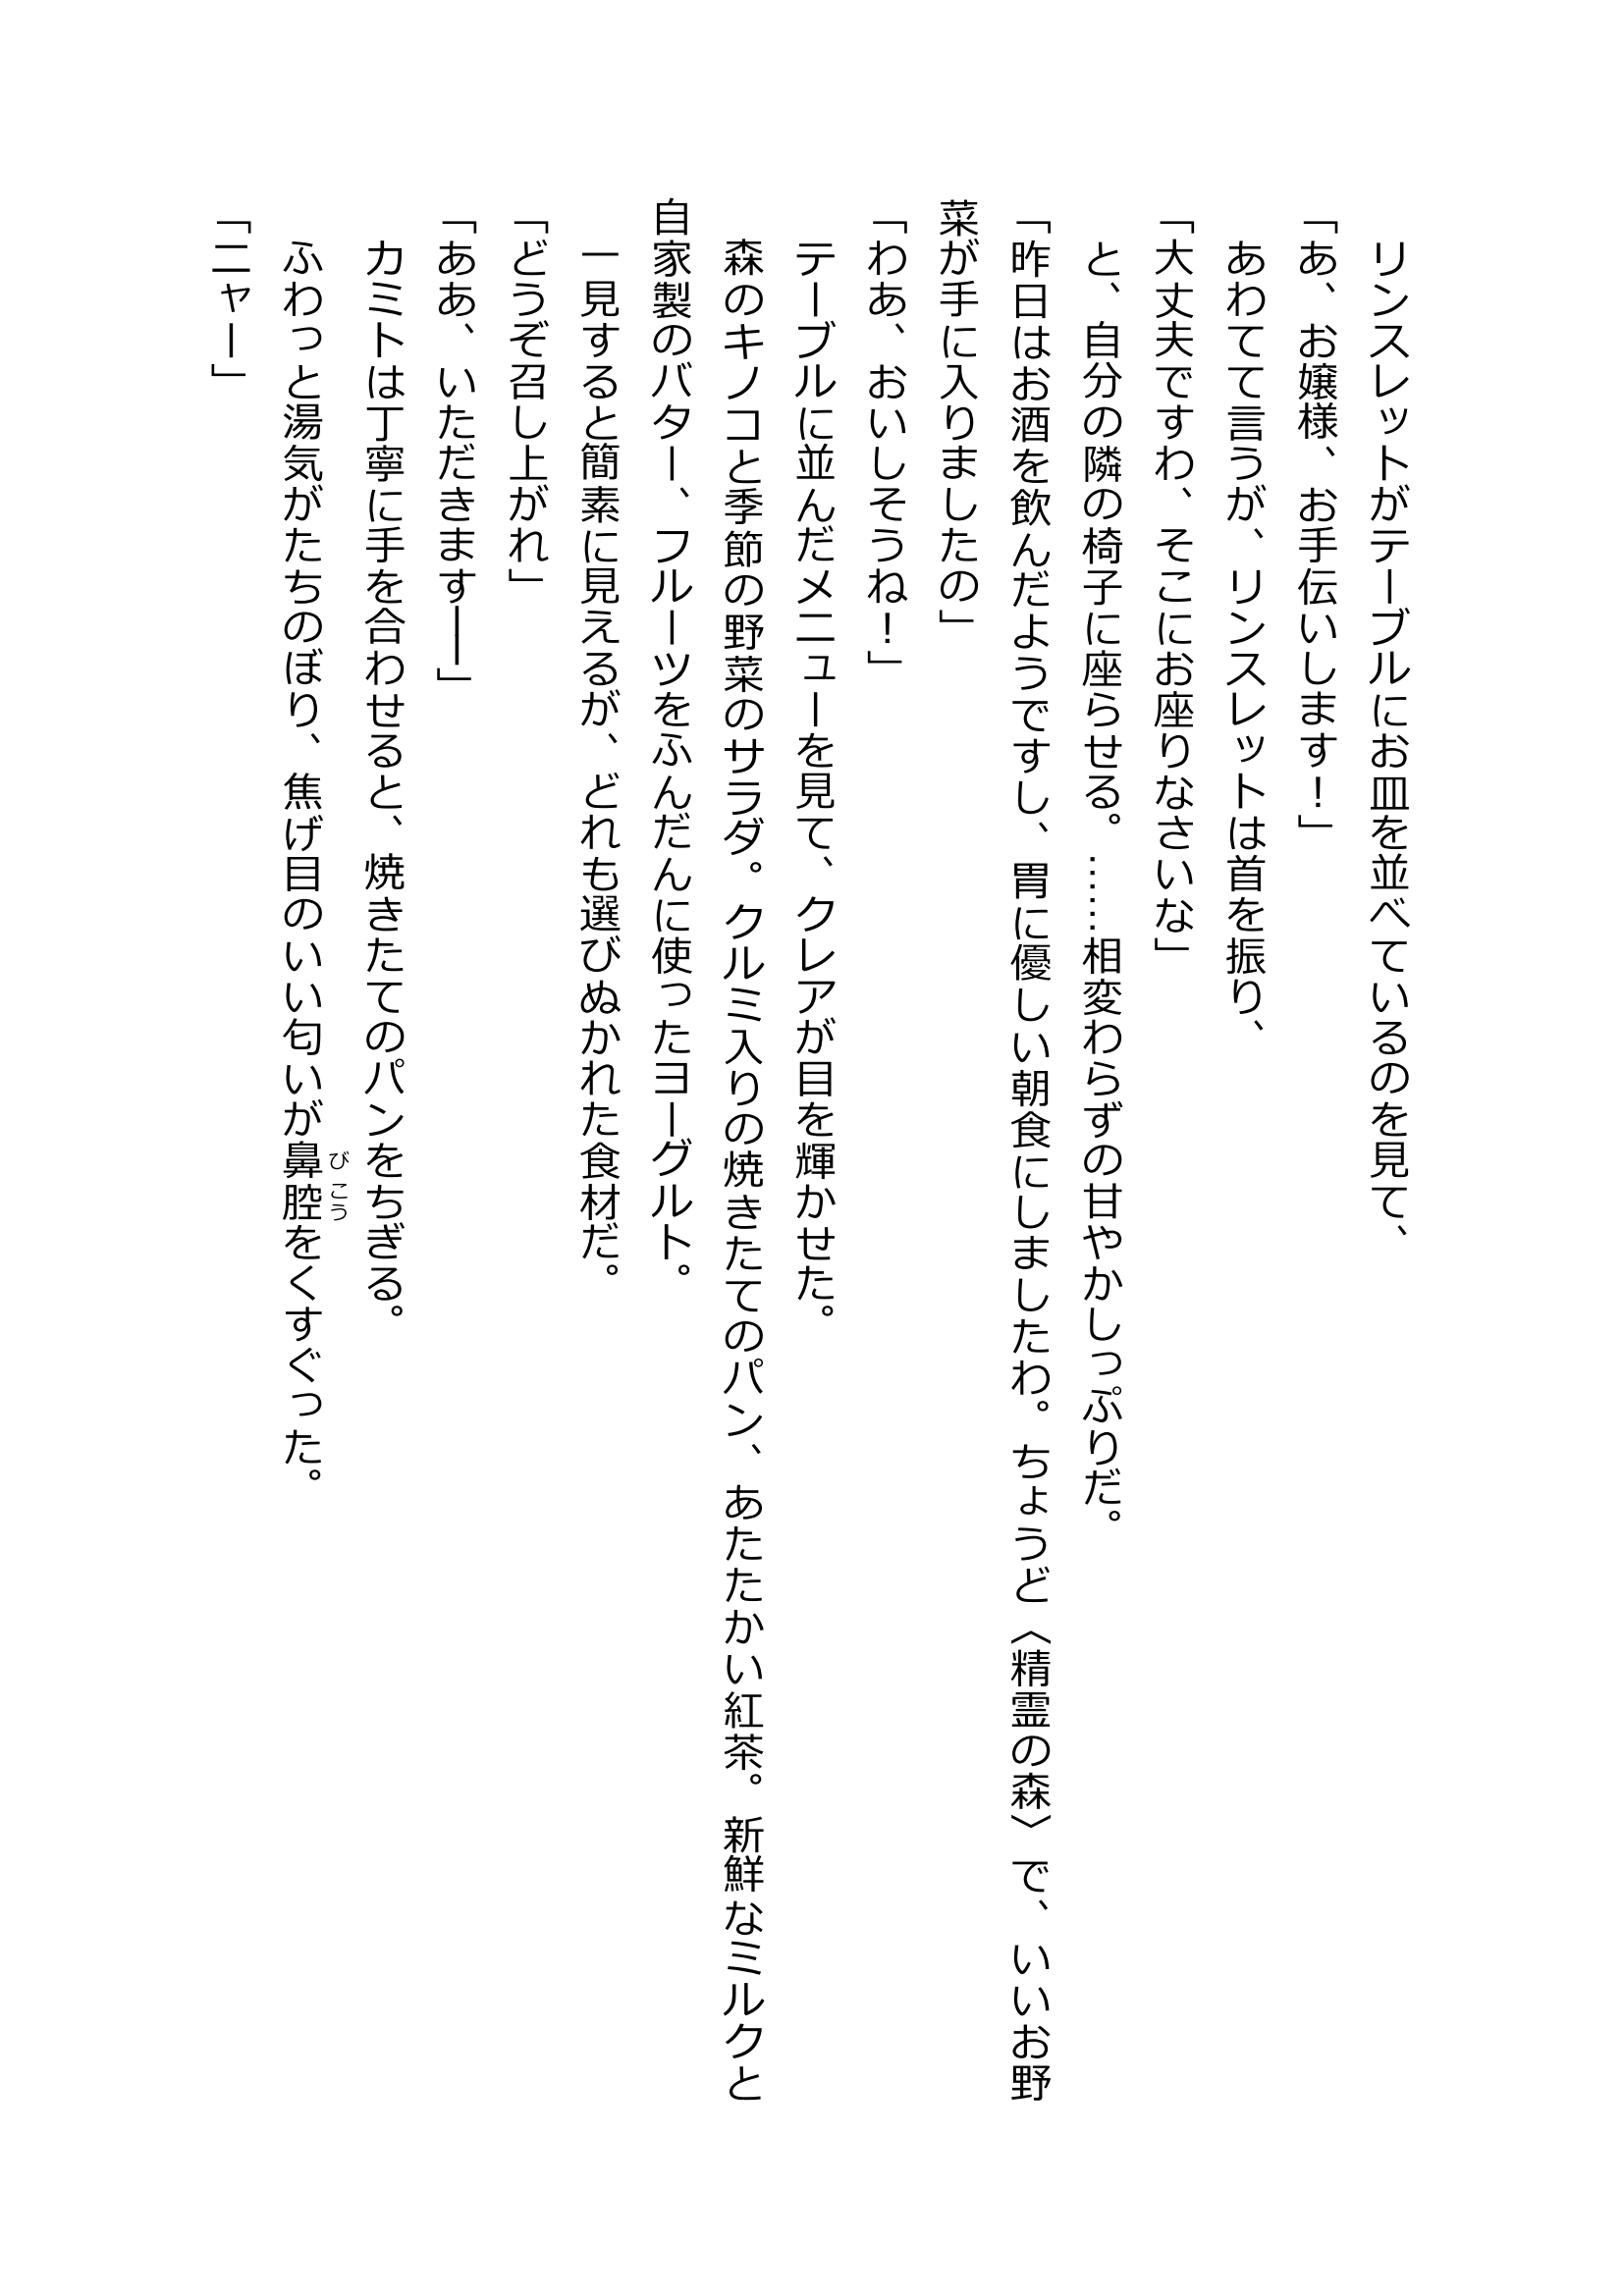 リンスレットがテーブルにお皿を並べているのを見て、
「あ、お嬢様、お手伝いします！」
あわてて言うが、リンスレットは首を振り、
「大丈夫ですわ、そこにお座りなさいな」
と、自分の隣の椅子に座らせる。……相変わらずの甘やかしっぷりだ。
「昨日はお酒を飲んだようですし、胃に優しい朝食にしましたわ。ちょうど〈精霊の森〉で、いいお野
菜が手に入りましたの」
「わあ、おいしそうね！」
テーブルに並んだメニューを見て、クレアが目を輝かせた。
森のキノコと季節の野菜のサラダ。クルミ入りの焼きたてのパン、あたたかい紅茶。新鮮なミルクと
自家製のバター、フルーツをふんだんに使ったヨーグルト。
一見すると簡素に見えるが、どれも選びぬかれた食材だ。
「どうぞ召し上がれ」
「ああ、いただきます――」
カミトは丁寧に手を合わせると、焼きたてのパンをちぎる。
ふわっと湯気がたちのぼり、焦げ目のいい匂いが鼻腔びこうをくすぐった。
「ニャー」